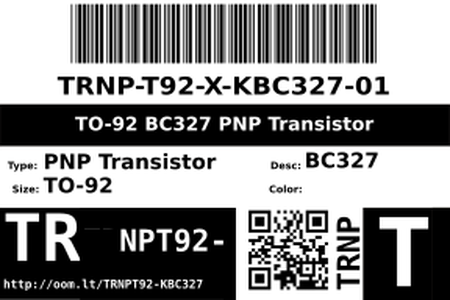 TRNP-T92-X-KBC327-01
TO-92 BC327 PNP Transistor
Type: PNP Transistor
Desc: BC327
Size: TO-92
Color:
TR
NPT92-
TRNP
T
http://oom.lt/TRNPT92-KBC327